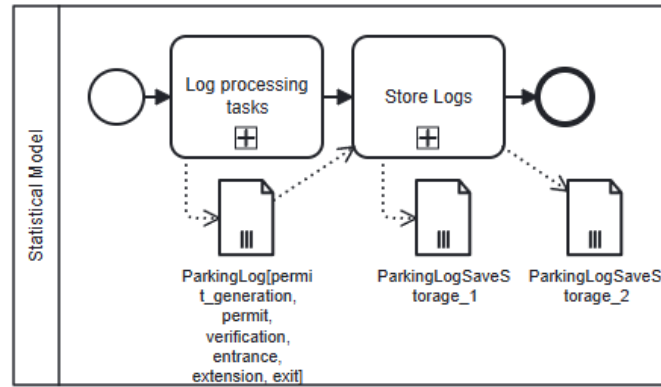 Statistical Model
Log processing
tasks
Store Logs
ParkingLog[permi
t_generation,
permit,
verification,
entrance,
extension, exit]
ParkingLogSaveS
torage_1
ParkingLogSaveS
torage_2